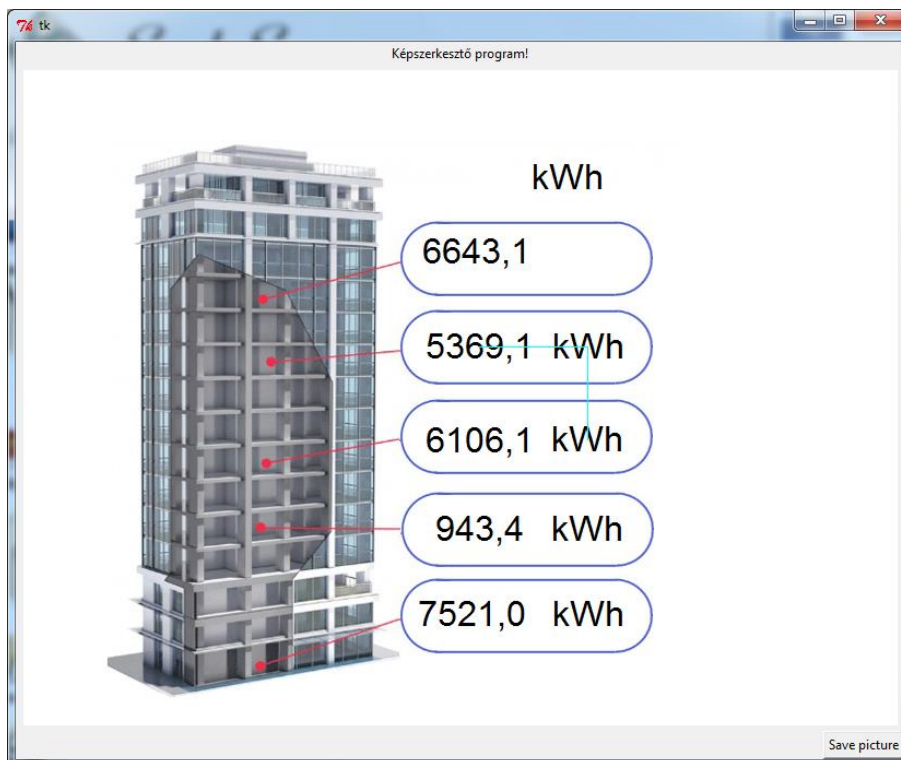 tk
Képszerkesztő program!
kWh
6643,1
5369,1 kWh
6106,1 kWh
943,4 kWh
7521,0 kWh
Save picture